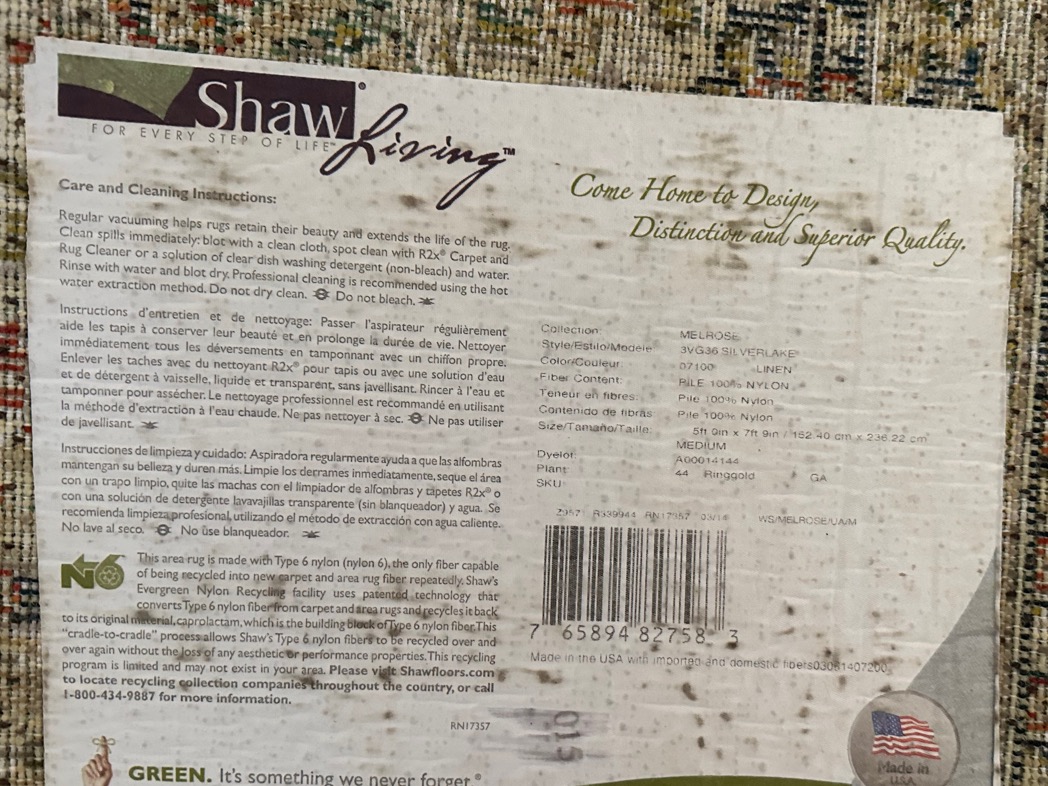 Shaw® Living™
FOR EVERY STEP OF LIFE™
Care and Cleaning Instructions:
Regular vacuuming helps rugs retain their beauty and extends the life of the rug.
Clean spills immediately: blot with a clean cloth, spot clean with R2x® Carpet and
Rug Cleaner or a solution of clear dish washing detergent (non-bleach) and water.
Rinse with water and blot dry. Professional cleaning is recommended using the hot
water extraction method. Do not dry clean. Do not bleach.
Instructions d'entretien et de nettoyage: Passer l'aspirateur régulièrement
aide les tapis à conserver leur beauté et en prolonge la durée de vie. Nettoyer
immédiatement tous les déversements en tamponnant avec un chiffon propre.
Enlever les taches avec du nettoyant R2x® pour tapis ou avec une solution d'eau
et de détergent à vaisselle, liquide et transparent, sans javellisant. Rincer à l'eau et
tamponner pour assécher. Le nettoyage professionnel est recommandé en utilisant
la méthode d'extraction à l'eau chaude. Ne pas nettoyer à sec. Ne pas utiliser
de javellisant.
Instrucciones de limpieza y cuidado: Aspiradora regularmente ayuda a que las alfombras
mantengan su belleza y duren más. Limpie los derrames inmediatamente, seque el área
con un trapo limpio, quite las machas con el limpiador de alfombras y tapetes R2x® o
con una solución de detergente lavavajillas transparente (sin blanqueador) y agua. Se
recomienda limpieza profesional, utilizando el método de extracción con agua caliente.
No lave al seco. No use blanqueador.
N6
This area rug is made with Type 6 nylon (nylon 6), the only fiber capable
of being recycled into new carpet and area rug fiber repeatedly. Shaw's
Evergreen Nylon Recycling facility uses patented technology that
converts Type 6 nylon fiber from carpet and area rugs and recycles it back
to its original material, caprolactam, which is the building block of Type 6 nylon fiber. This
"cradle-to-cradle" process allows Shaw's Type 6 nylon fibers to be recycled over and
over again without the loss of any aesthetic or performance properties. This recycling
program is limited and may not exist in your area. Please visit Shawfloors.com
to locate recycling collection companies throughout the country, or call
1-800-434-9887 for more information.
RN17357
GREEN. It's something we never forget.®
Come Home to Design,
Distinction and Superior Quality.
Collection: MELROSE
Style/Estilo/Modele: 3VG36 SILVERLAKE
Color/Couleur: 07100 LINEN
Fiber Content: PILE 100% NYLON
Teneur en fibres: Pile 100% Nylon
Contenido de fibras Pile 100% Nylon
Size/Tamaño/Taille: 5ft 0in x 7ft 9in / 152.40 cm x 236.22 cm
MEDIUM
Dyelot: A00014144
Plant: 44 Ringgold GA
SKU
R339944 RN17357 03/14 WS/MELROSE/UA/M
7 65894 82758 3
Made in the USA with imported and domestic fibers03061407200
015
Made in
USA